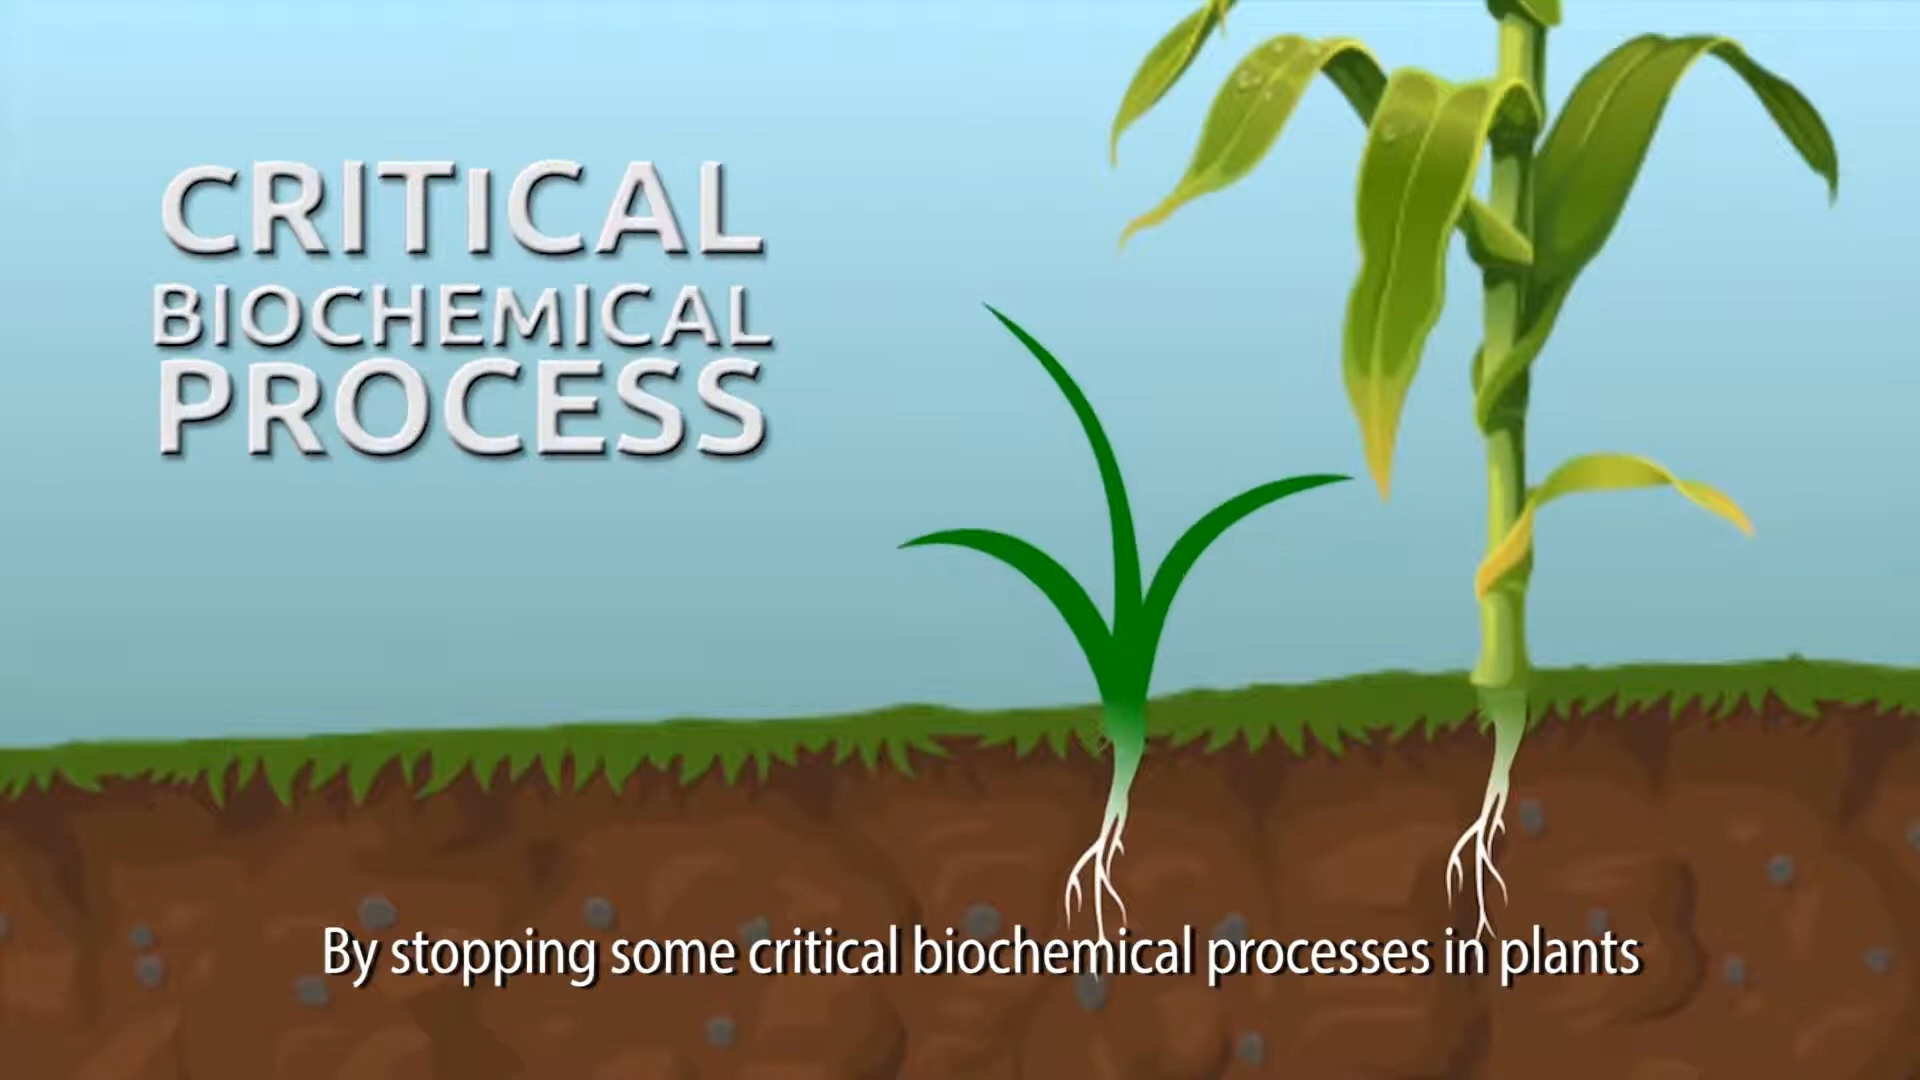 CRITICAL
BIOCHEMICAL
PROCESS
By stopping some critical biochemical processes in plants